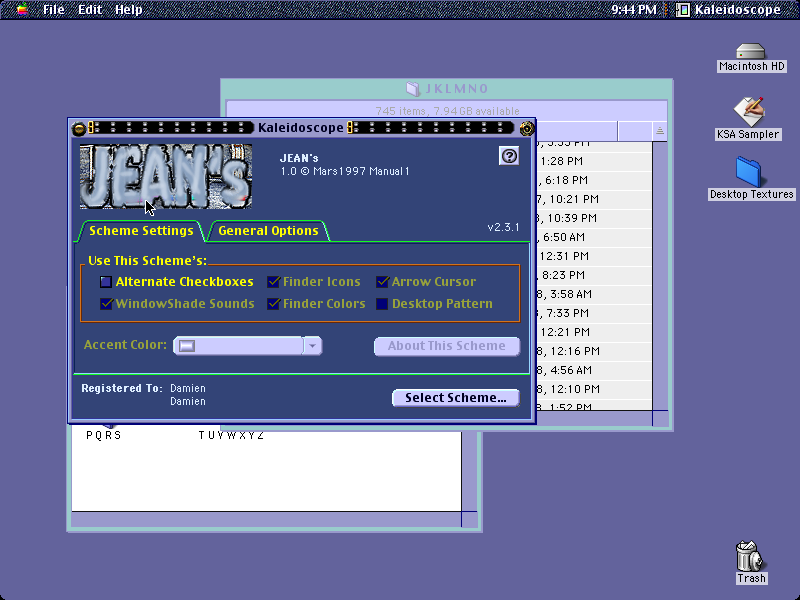 File Edit Help 9:44 PM Kaleidoscope
Macintosh HD
KSA Sampler
Desktop Textures
Trash
JKLMNO
745 items, 7.94 GB available
1:28 PM
, 6:18 PM
7, 10:21 PM
, 10:39 PM
, 6:50 AM
12:31 PM
, 8:23 PM
8, 3:58 AM
, 7:33 PM
12:21 PM
8, 12:16 PM
, 4:56 AM
8, 12:10 PM
8, 1:52 PM
Kaleidoscope
JEAN's
JEAN's
1.0 © Mars1997 Manual1
v2.3.1
Scheme Settings General Options
Use This Scheme's:
Alternate Checkboxes Finder Icons Arrow Cursor
WindowShade Sounds Finder Colors Desktop Pattern
Accent Color: About This Scheme
Registered To: Damien
Damien
Select Scheme...
PQRS TUVWXYZ